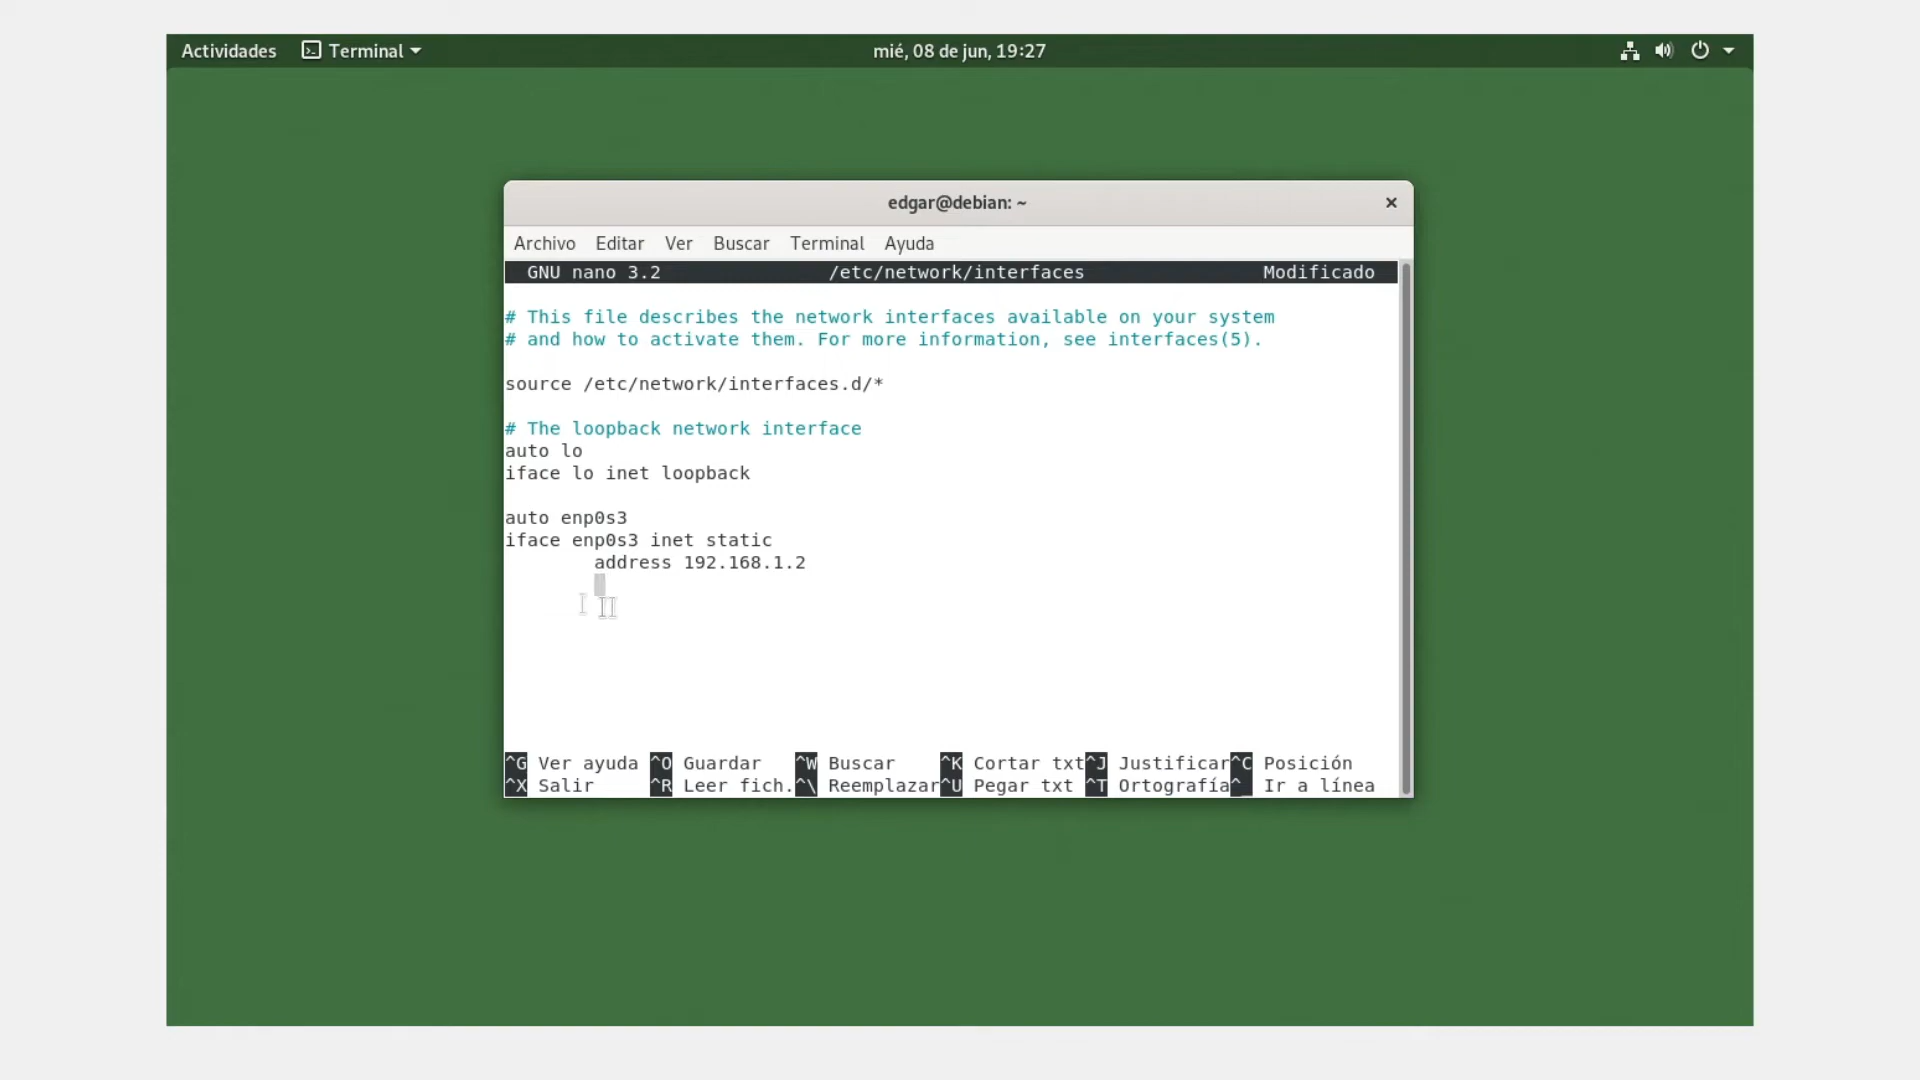 Actividades Terminal mié, 08 de jun, 19:27
edgar@debian: ~
Archivo Editar Ver Buscar Terminal Ayuda
GNU nano 3.2 /etc/network/interfaces Modificado
# This file describes the network interfaces available on your system
# and how to activate them. For more information, see interfaces(5).
source /etc/network/interfaces.d/*
# The loopback network interface
auto lo
iface lo inet loopback
auto enp0s3
iface enp0s3 inet static
address 192.168.1.2
^G Ver ayuda ^O Guardar ^W Buscar ^K Cortar txt ^J Justificar ^C Posición
^X Salir ^R Leer fich. ^\ Reemplazar ^U Pegar txt ^T Ortografía ^_ Ir a línea